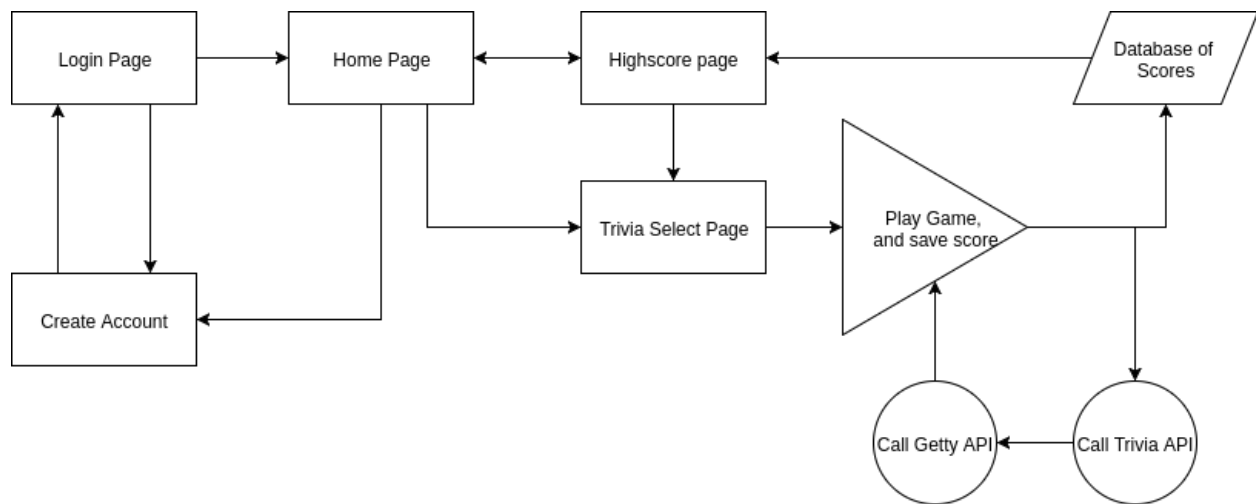 Login Page
Home Page
Highscore page
Database of
Scores
Trivia Select Page
Play Game,
and save score
Create Account
Call Getty API
Call Trivia API